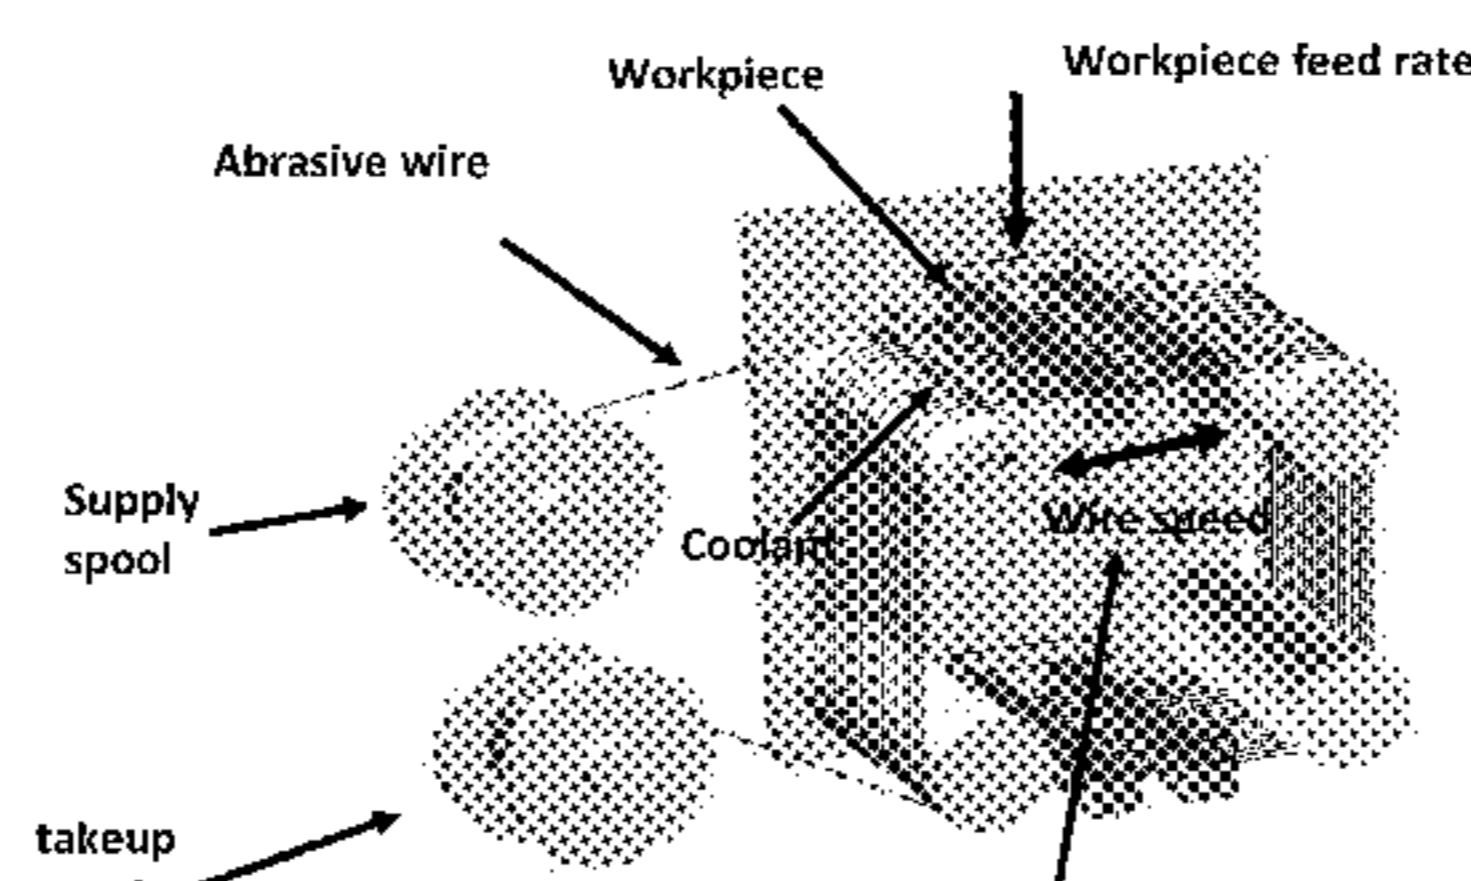 Workpiece feed rate
Workpiece
Abrasive wire
Supply
spool
Coolant
Wire speed
takeup